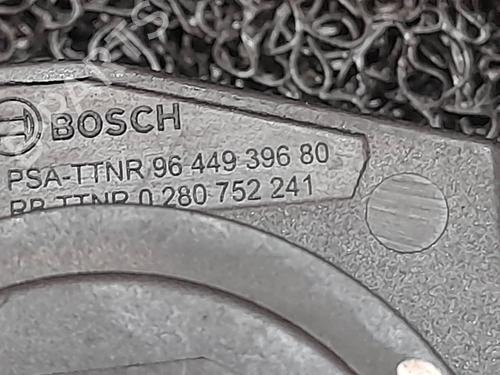 BOSCH
PSA-TTNR 96 449 396 80
RB-TTNR 0 280 752 241